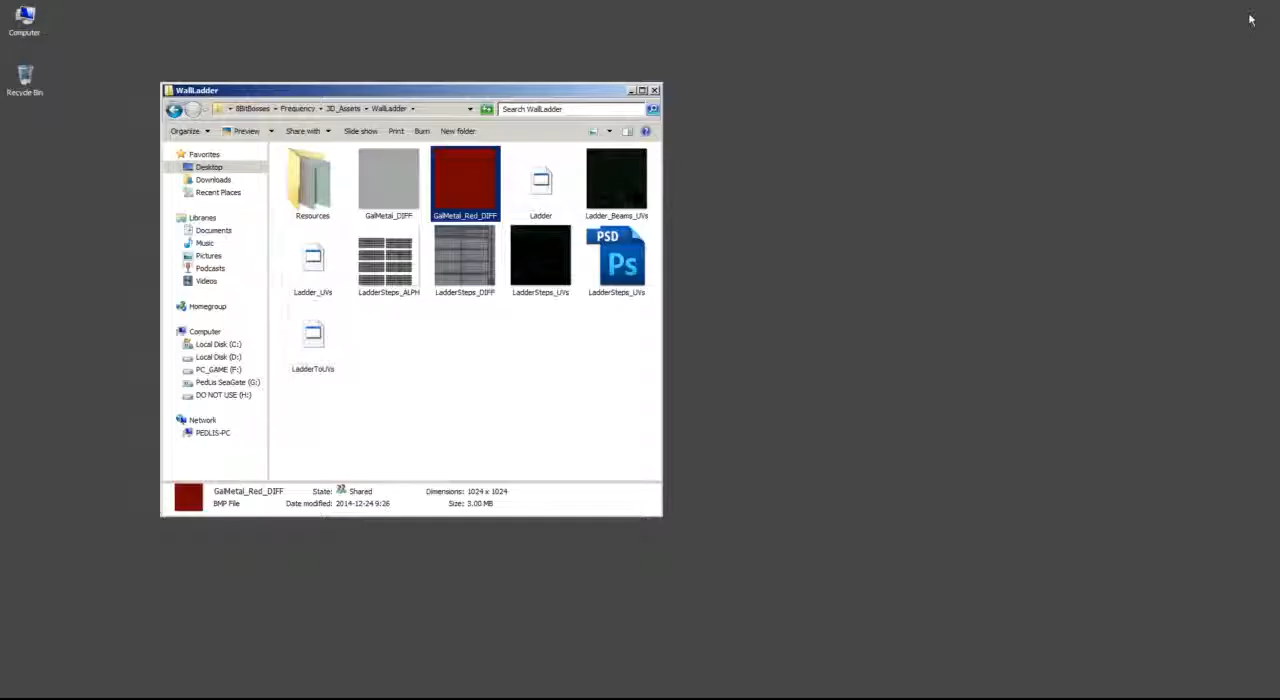 Computer
Recycle Bin
WallLadder
8BitBosses Frequency 3D_Assets WallLadder
Search WallLadder
Organize Preview Share with Slide show Print Burn New folder
Favorites
Desktop
Downloads
Recent Places
Libraries
Documents
Music
Pictures
Podcasts
Videos
Homegroup
Computer
Local Disk (C:)
Local Disk (D:)
PC_GAME (F:)
PedLis SeaGate (G:)
DO NOT USE (H:)
Network
PEDLIS-PC
Resources GalMetal_DIFF GalMetal_Red_DIFF Ladder Ladder_Beams_UVs
PSD
Ps
Ladder_UVs LadderSteps_ALPH LadderSteps_DIFF LadderSteps_UVs LadderSteps_UVs
LadderToUVs
GalMetal_Red_DIFF State: Shared Dimensions: 1024 x 1024
BMP File Date modified: 2014-12-24 9:26 Size: 3.00 MB